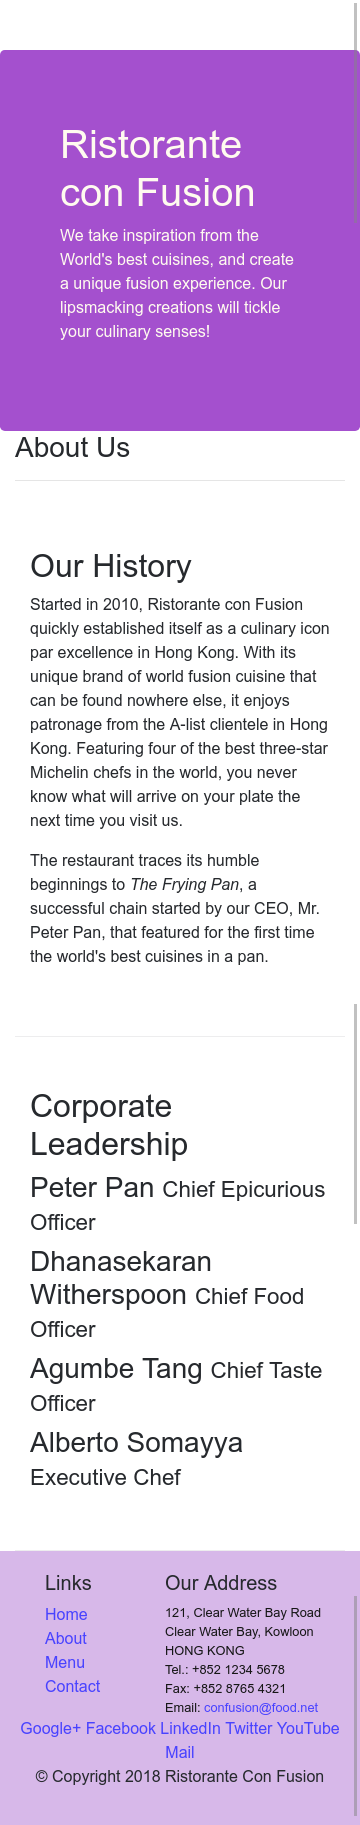 Ristorante
con Fusion
We take inspiration from the
World's best cuisines, and create
a unique fusion experience. Our
lipsmacking creations will tickle
your culinary senses!
About Us
Our History
Started in 2010, Ristorante con Fusion
quickly established itself as a culinary icon
par excellence in Hong Kong. With its
unique brand of world fusion cuisine that
can be found nowhere else, it enjoys
patronage from the A-list clientele in Hong
Kong. Featuring four of the best three-star
Michelin chefs in the world, you never
know what will arrive on your plate the
next time you visit us.
The restaurant traces its humble
beginnings to The Frying Pan, a
successful chain started by our CEO, Mr.
Peter Pan, that featured for the first time
the world's best cuisines in a pan.
Corporate
Leadership
Peter Pan Chief Epicurious
Officer
Dhanasekaran
Witherspoon Chief Food
Officer
Agumbe Tang Chief Taste
Officer
Alberto Somayya
Executive Chef
Links
Home
About
Menu
Contact
Our Address
121, Clear Water Bay Road
Clear Water Bay, Kowloon
HONG KONG
Tel.: +852 1234 5678
Fax: +852 8765 4321
Email: confusion@food.net
Google+ Facebook LinkedIn Twitter YouTube
Mail
© Copyright 2018 Ristorante Con Fusion